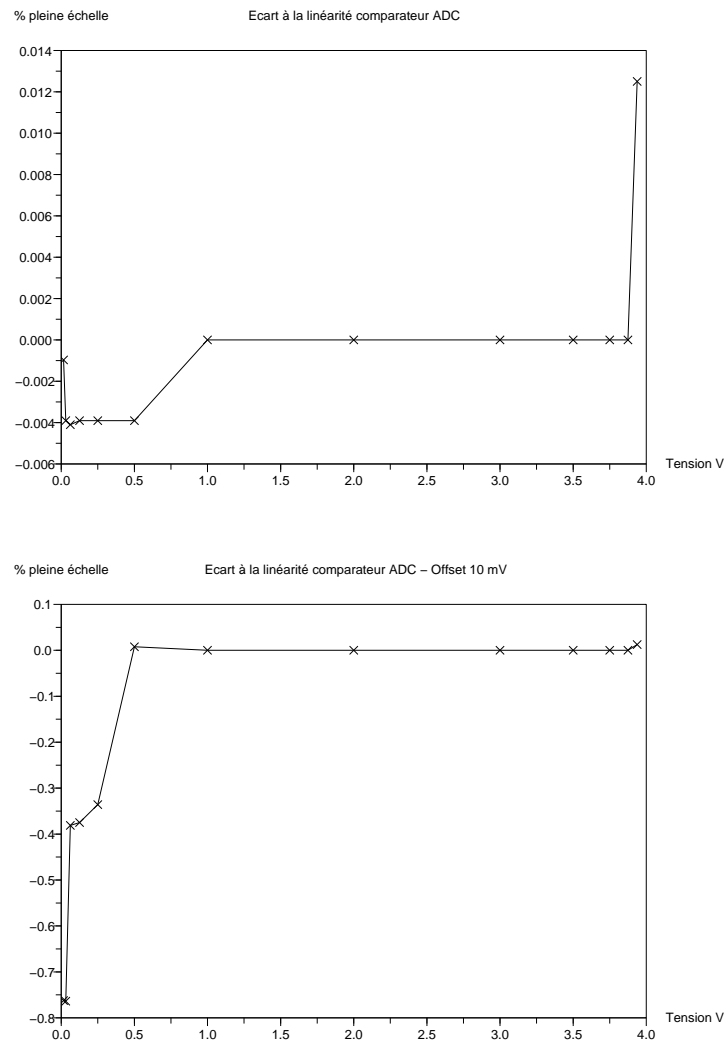 % pleine échelle
Ecart à la linéarité comparateur ADC
0.014
0.012
0.010
0.008
0.006
0.004
0.002
0.000
−0.002
−0.004
−0.006
0.0 0.5 1.0 1.5 2.0 2.5 3.0 3.5 4.0
Tension V
% pleine échelle
Ecart à la linéarité comparateur ADC − Offset 10 mV
0.1
0.0
−0.1
−0.2
−0.3
−0.4
−0.5
−0.6
−0.7
−0.8
0.0 0.5 1.0 1.5 2.0 2.5 3.0 3.5 4.0
Tension V